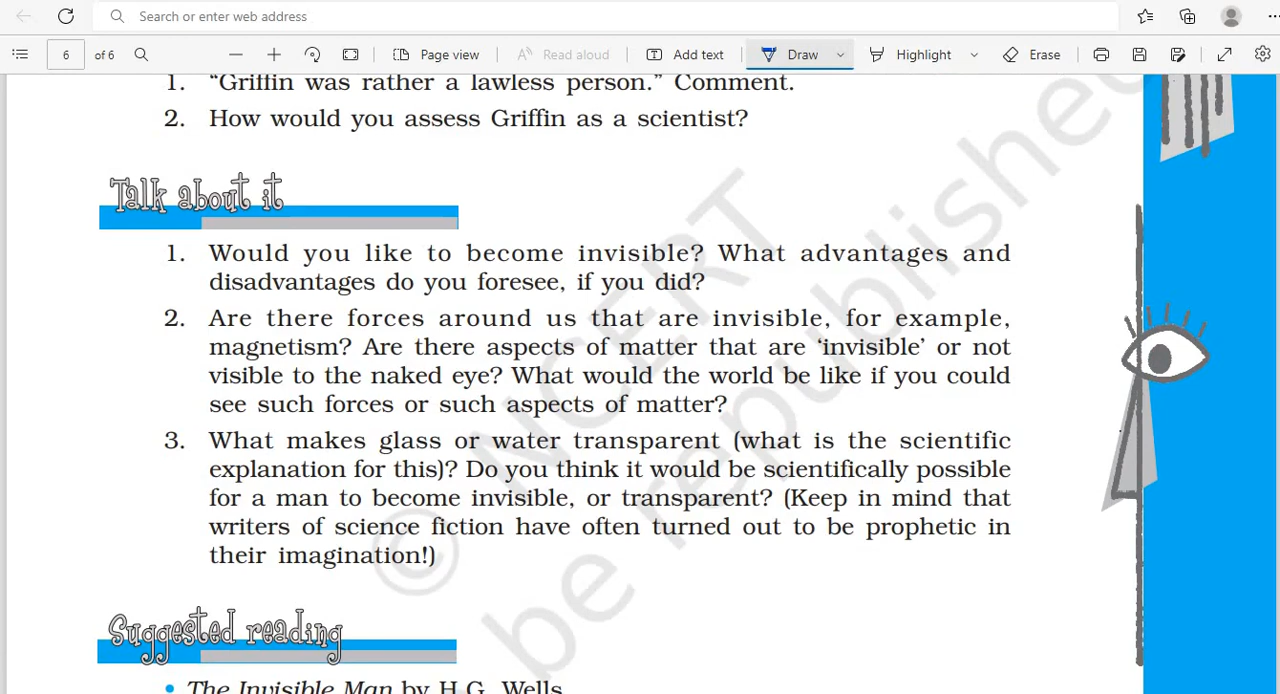 Search or enter web address
6 of 6 Page view Read aloud Add text Draw Highlight Erase
1. “Griffin was rather a lawless person.” Comment.
2. How would you assess Griffin as a scientist?
Talk about it
1. Would you like to become invisible? What advantages and
disadvantages do you foresee, if you did?
2. Are there forces around us that are invisible, for example,
magnetism? Are there aspects of matter that are ‘invisible’ or not
visible to the naked eye? What would the world be like if you could
see such forces or such aspects of matter?
3. What makes glass or water transparent (what is the scientific
explanation for this)? Do you think it would be scientifically possible
for a man to become invisible, or transparent? (Keep in mind that
writers of science fiction have often turned out to be prophetic in
their imagination!)
Suggested reading
• The Invisible Man by H.G. Wells
© NCERT
be republished